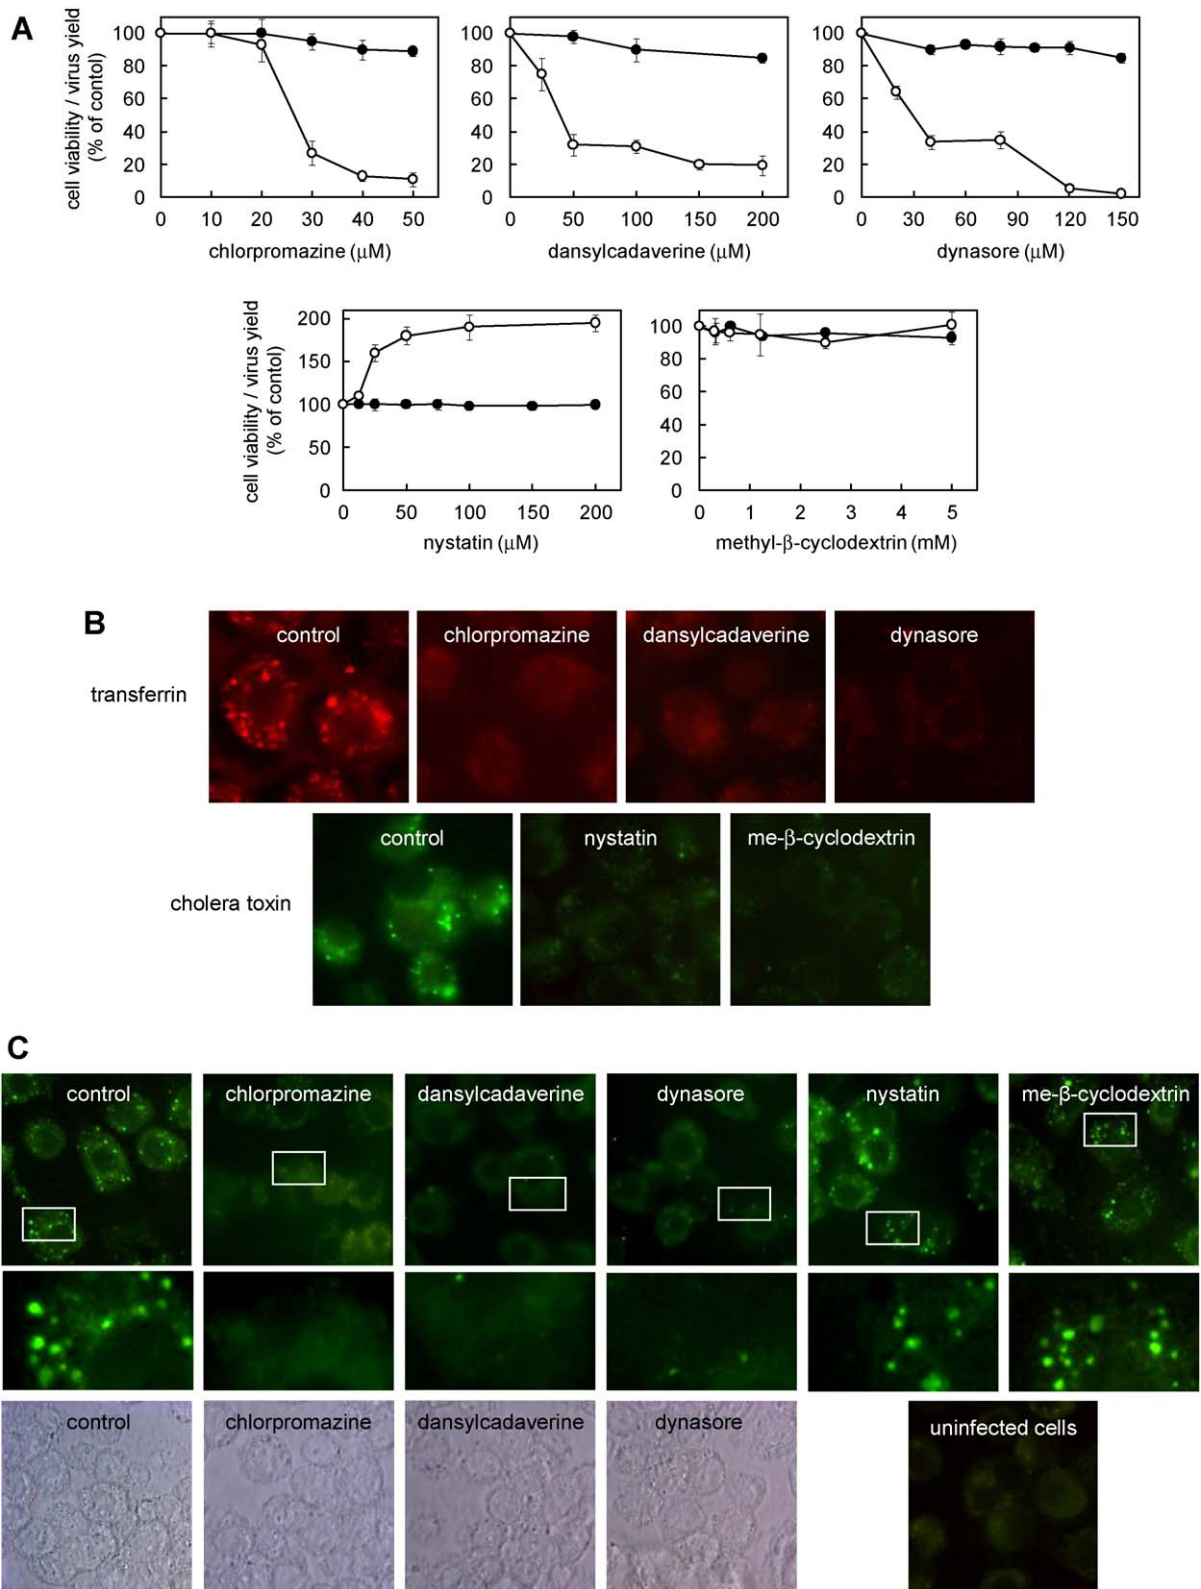 A
cell viability / virus yield
(% of contol)
100
80
60
40
20
0
0 10 20 30 40 50
chlorpromazine (μM)
100
80
60
40
20
0
0 50 100 150 200
dansylcadaverine (μM)
100
80
60
40
20
0
0 30 60 90 120 150
dynasore (μM)
cell viability / virus yield
(% of contol)
200
150
100
50
0
0 50 100 150 200
nystatin (μM)
100
80
60
40
20
0
0 1 2 3 4 5
methyl-β-cyclodextrin (mM)
B
control chlorpromazine dansylcadaverine dynasore
transferrin
control nystatin me-β-cyclodextrin
cholera toxin
C
control chlorpromazine dansylcadaverine dynasore nystatin me-β-cyclodextrin
control chlorpromazine dansylcadaverine dynasore
uninfected cells